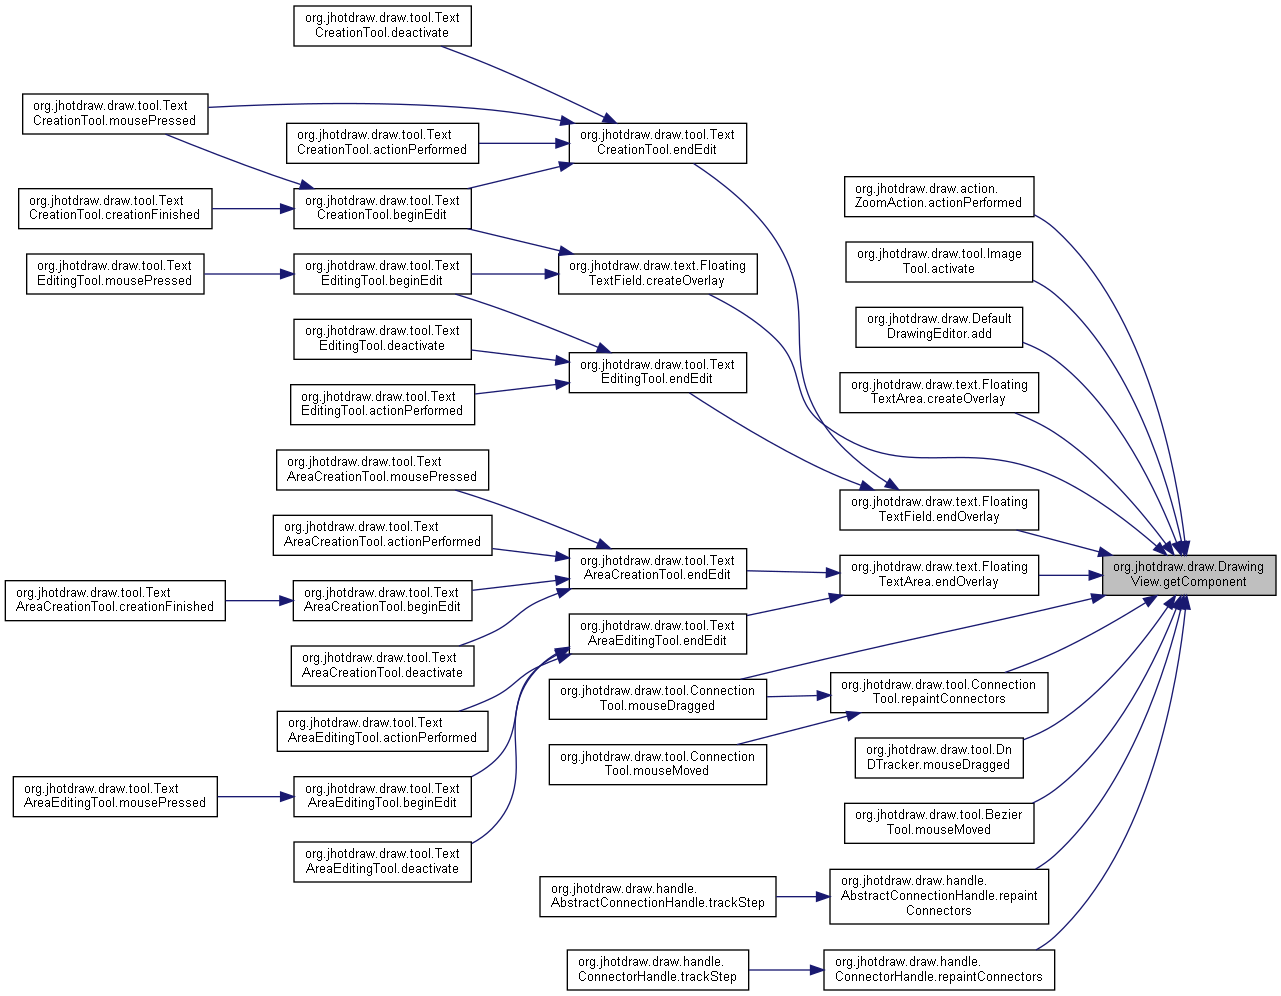 org.jhotdraw.draw.tool.Text
CreationTool.deactivate
org.jhotdraw.draw.tool.Text
CreationTool.mousePressed
org.jhotdraw.draw.tool.Text
CreationTool.actionPerformed
org.jhotdraw.draw.tool.Text
CreationTool.endEdit
org.jhotdraw.draw.tool.Text
CreationTool.creationFinished
org.jhotdraw.draw.tool.Text
CreationTool.beginEdit
org.jhotdraw.draw.action.
ZoomAction.actionPerformed
org.jhotdraw.draw.tool.Text
EditingTool.mousePressed
org.jhotdraw.draw.tool.Text
EditingTool.beginEdit
org.jhotdraw.draw.text.Floating
TextField.createOverlay
org.jhotdraw.draw.tool.Image
Tool.activate
org.jhotdraw.draw.tool.Text
EditingTool.deactivate
org.jhotdraw.draw.Default
DrawingEditor.add
org.jhotdraw.draw.tool.Text
EditingTool.endEdit
org.jhotdraw.draw.tool.Text
EditingTool.actionPerformed
org.jhotdraw.draw.text.Floating
TextArea.createOverlay
org.jhotdraw.draw.tool.Text
AreaCreationTool.mousePressed
org.jhotdraw.draw.text.Floating
TextField.endOverlay
org.jhotdraw.draw.tool.Text
AreaCreationTool.actionPerformed
org.jhotdraw.draw.tool.Text
AreaCreationTool.endEdit
org.jhotdraw.draw.text.Floating
TextArea.endOverlay
org.jhotdraw.draw.Drawing
View.getComponent
org.jhotdraw.draw.tool.Text
AreaCreationTool.creationFinished
org.jhotdraw.draw.tool.Text
AreaCreationTool.beginEdit
org.jhotdraw.draw.tool.Text
AreaEditingTool.endEdit
org.jhotdraw.draw.tool.Text
AreaCreationTool.deactivate
org.jhotdraw.draw.tool.Connection
Tool.mouseDragged
org.jhotdraw.draw.tool.Connection
Tool.repaintConnectors
org.jhotdraw.draw.tool.Text
AreaEditingTool.actionPerformed
org.jhotdraw.draw.tool.Connection
Tool.mouseMoved
org.jhotdraw.draw.tool.Dn
DTracker.mouseDragged
org.jhotdraw.draw.tool.Text
AreaEditingTool.mousePressed
org.jhotdraw.draw.tool.Text
AreaEditingTool.beginEdit
org.jhotdraw.draw.tool.Bezier
Tool.mouseMoved
org.jhotdraw.draw.tool.Text
AreaEditingTool.deactivate
org.jhotdraw.draw.handle.
AbstractConnectionHandle.trackStep
org.jhotdraw.draw.handle.
AbstractConnectionHandle.repaint
Connectors
org.jhotdraw.draw.handle.
ConnectorHandle.trackStep
org.jhotdraw.draw.handle.
ConnectorHandle.repaintConnectors